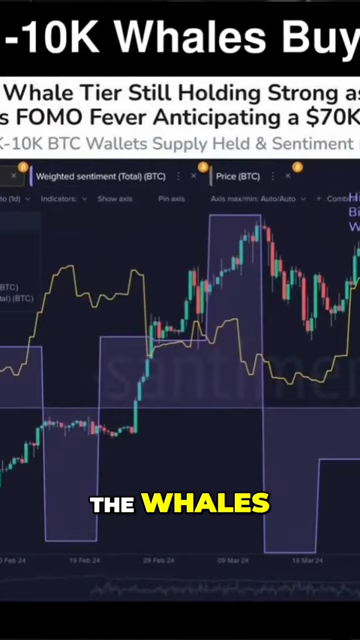 -10K Whales Buy
Whale Tier Still Holding Strong as
s FOMO Fever Anticipating a $70K
K-10K BTC Wallets Supply Held & Sentiment
Weighted sentiment (Total) (BTC)
Price (BTC)
Indicators:
Show axis
Pin axis
Axis max/min: Auto/Auto
BTC)
tal) (BTC)
santimen
THE WHALES
19 Feb 24
29 Feb 24
09 Mar 24
19 Mar 24